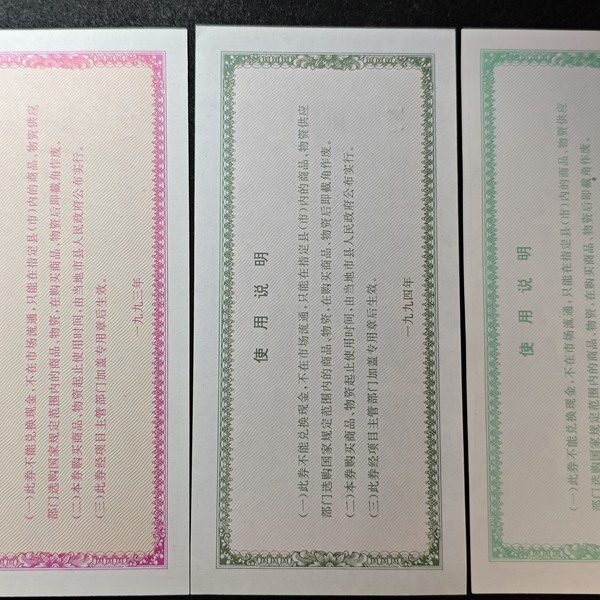 (一)此券不能兑换现金,不在市场流通,只能在指定县(市)内的商品、物资供应
部门选购国家规定范围内的商品、物资,在购买商品、物资后即截角作废。
(二)本券购买商品、物资起止使用时间,由当地市县人民政府公布实行。
(三)此券经项目主管部门加盖专用章后生效。
一九九三年
使用说明
(一)此券不能兑换现金,不在市场流通,只能在指定县(市)内的商品、物资供应
部门选购国家规定范围内的商品、物资,在购买商品、物资后即截角作废。
(二)本券购买商品、物资起止使用时间,由当地市县人民政府公布实行。
(三)此券经项目主管部门加盖专用章后生效。
一九九四年
使用说明
(一)此券不能兑换现金,不在市场流通,只能在指定县(市)内的商品、物资供应
部门选购国家规定范围内的商品、物资,在购买商品、物资后即截角作废。